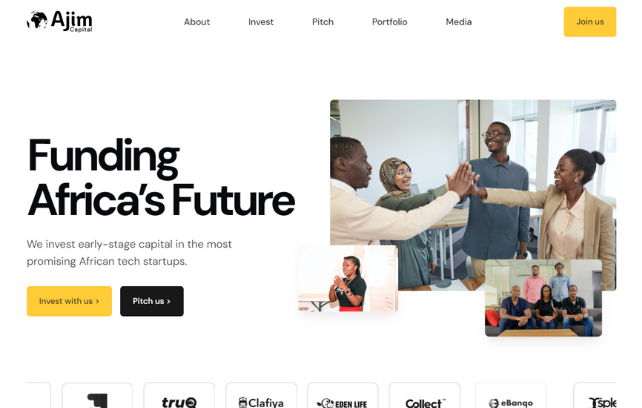 Ajim
Capital
About
Invest
Pitch
Portfolio
Media
Join us
Funding
Africa's Future
We invest early-stage capital in the most
promising African tech startups.
Invest with us >
Pitch us >
truQ
Clafiya
EDEN LIFE
Collect
eBanqo